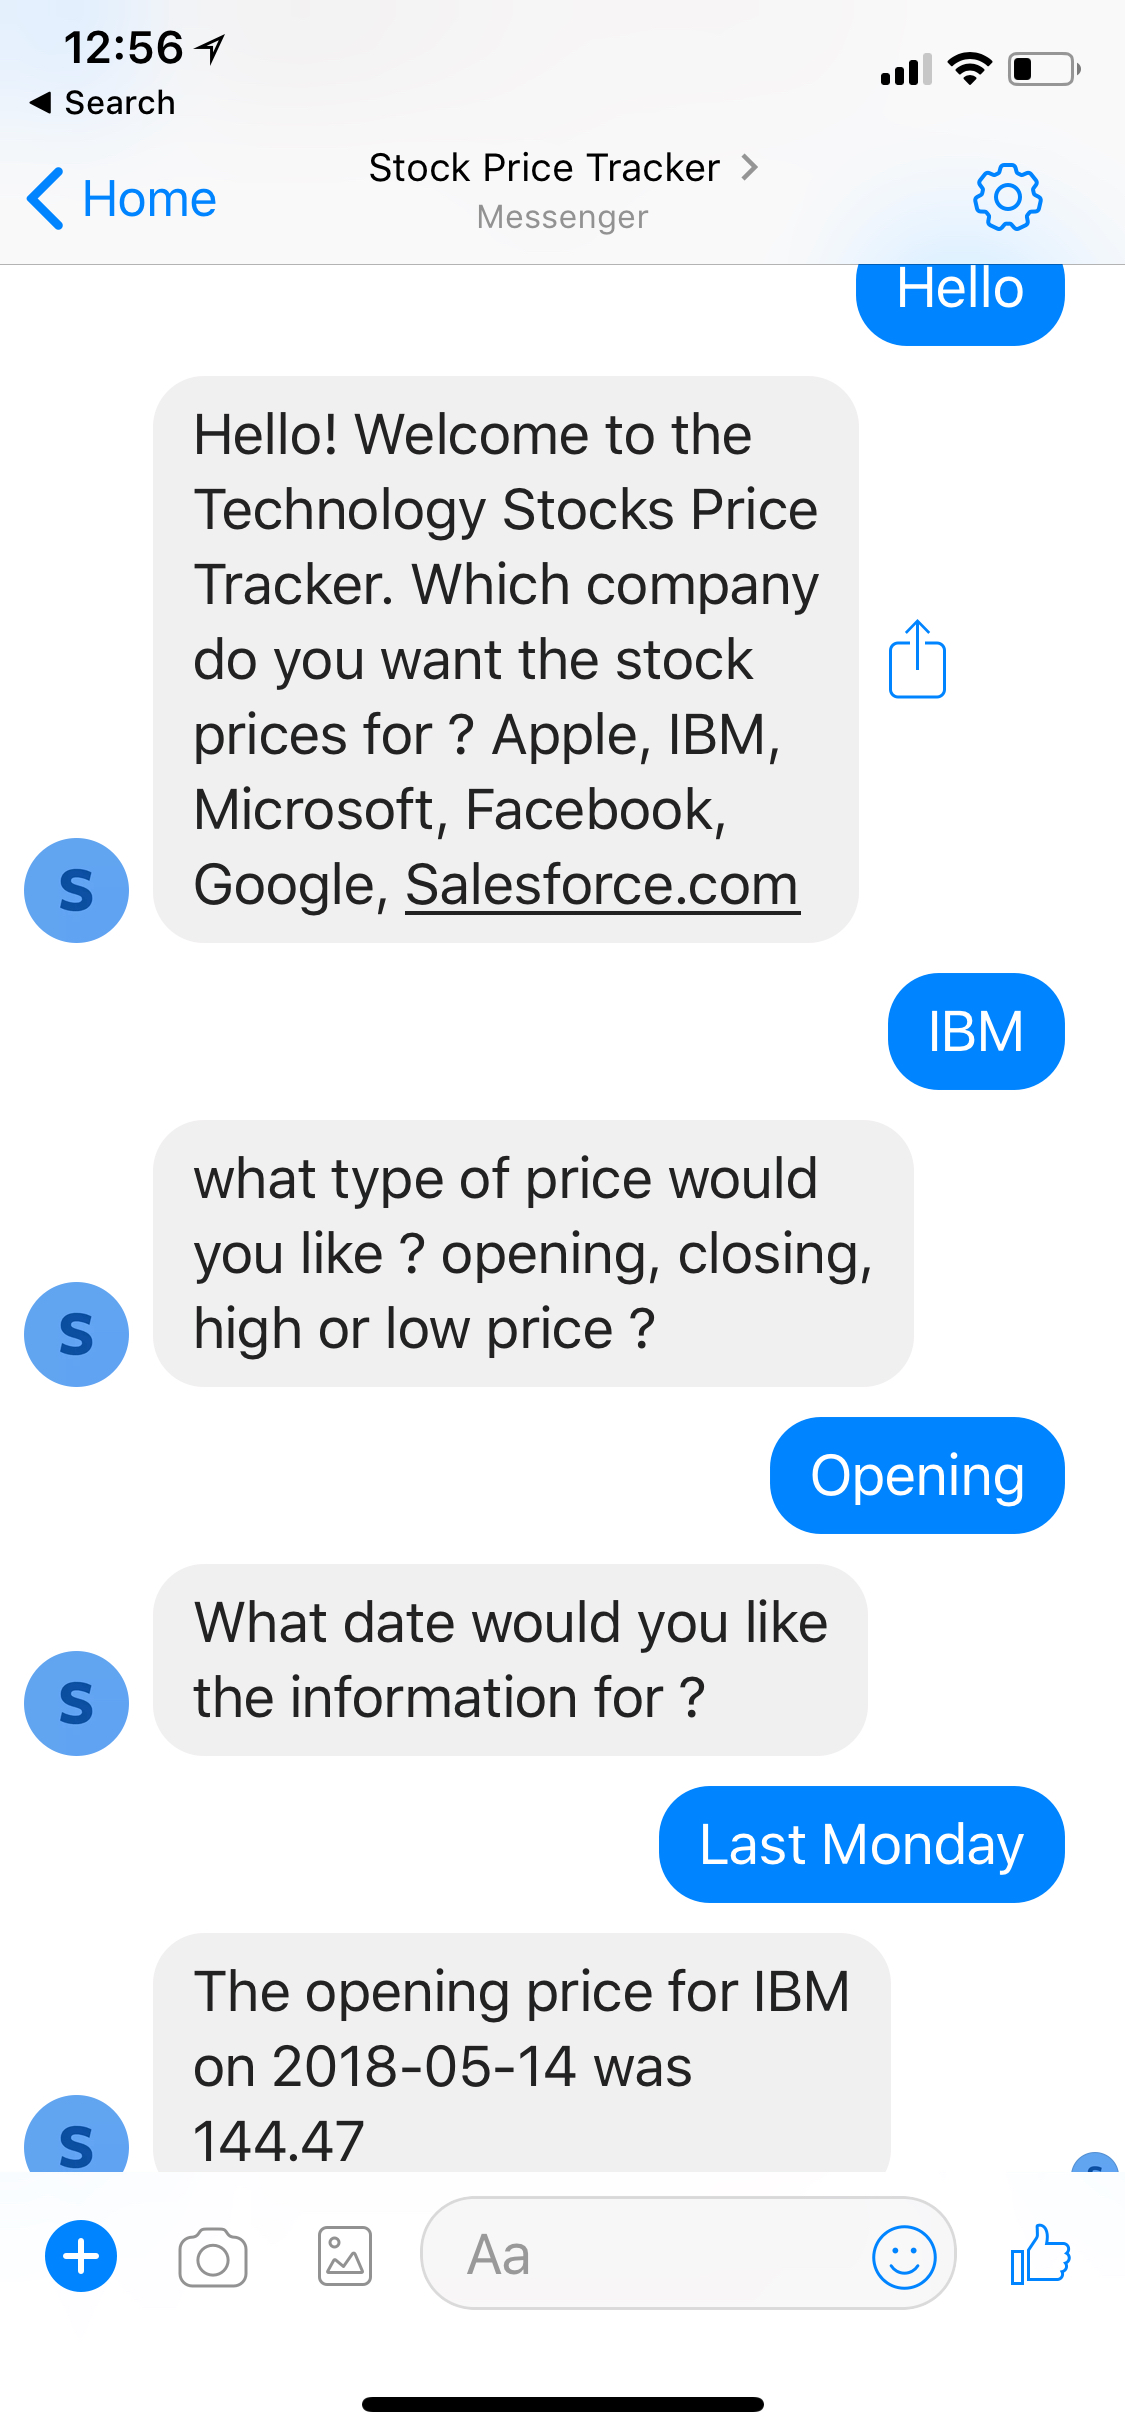 12:56
Search
Home
Stock Price Tracker
Messenger
Hello
Hello! Welcome to the
Technology Stocks Price
Tracker. Which company
do you want the stock
prices for ? Apple, IBM,
Microsoft, Facebook,
Google, Salesforce.com
S
IBM
what type of price would
you like ? opening, closing,
high or low price ?
S
Opening
What date would you like
the information for ?
S
Last Monday
The opening price for IBM
on 2018-05-14 was
144.47
S
Aa